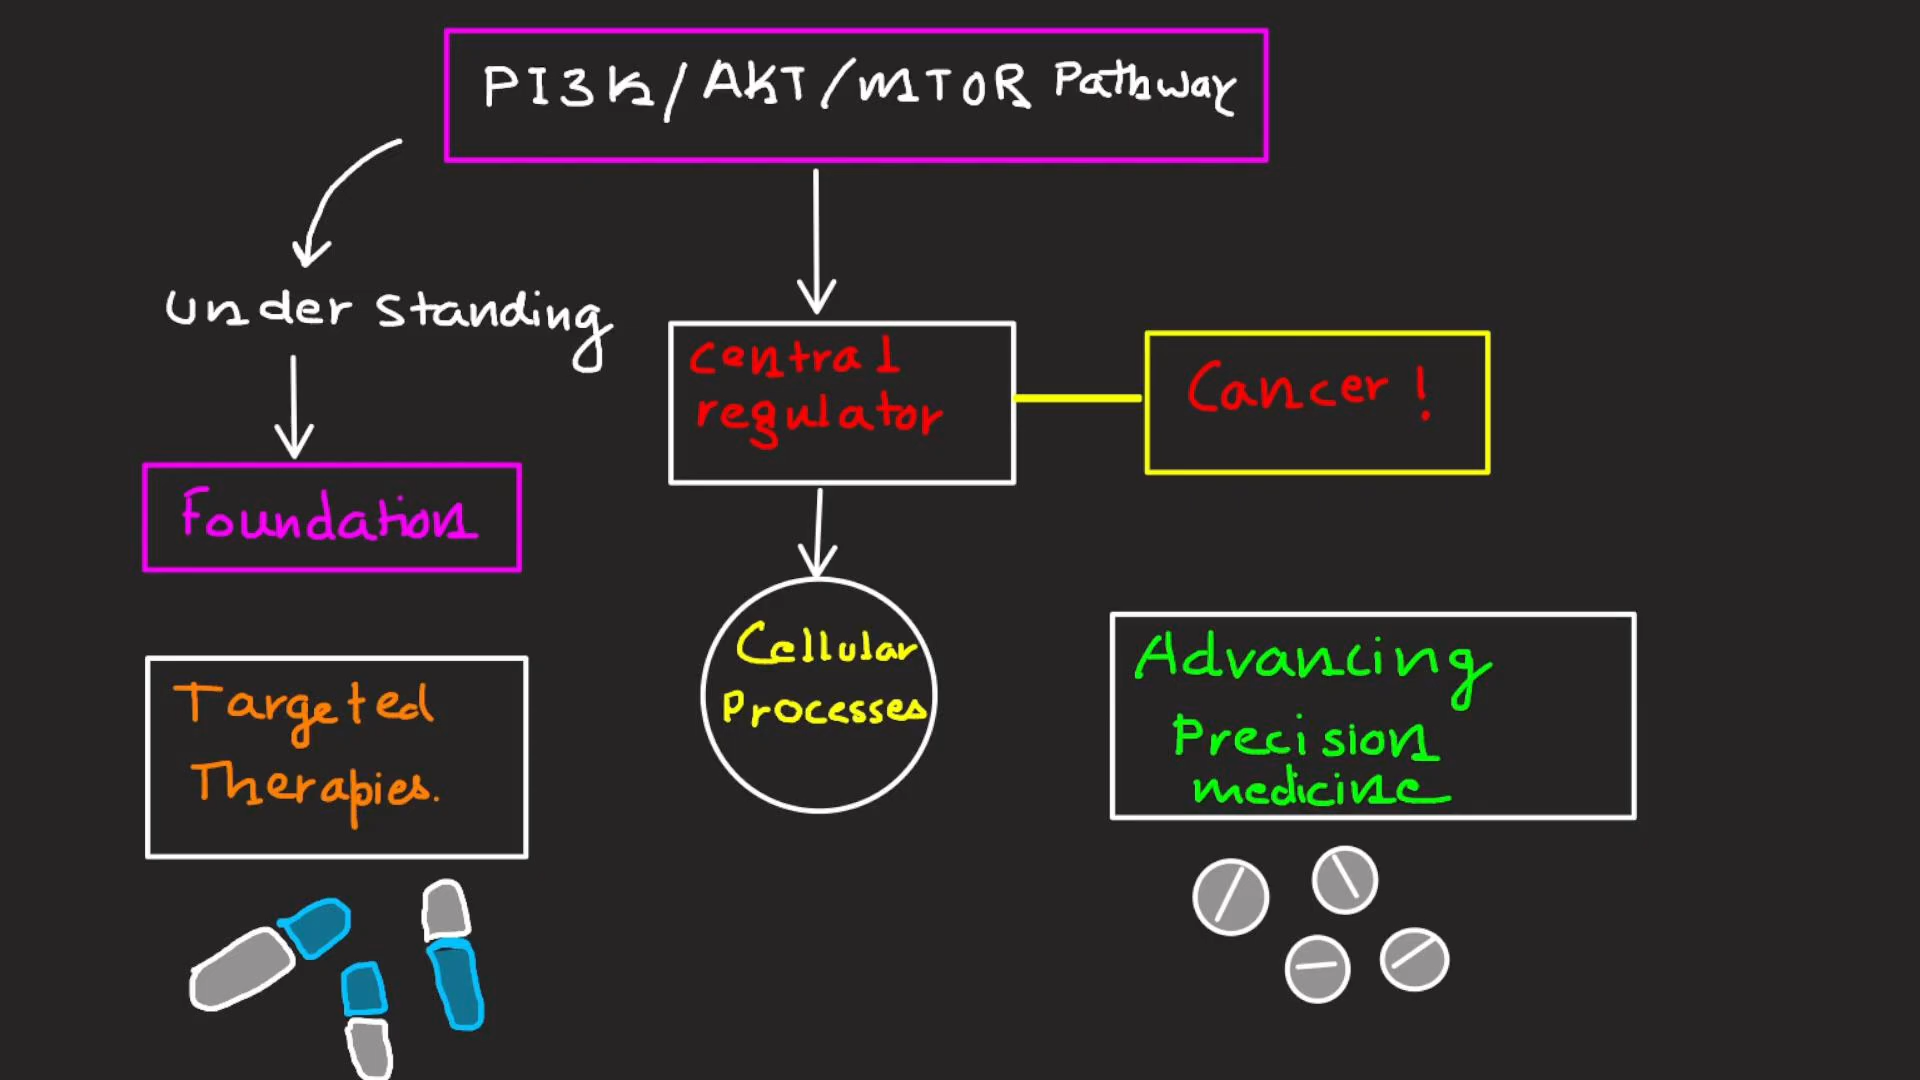 PI3K/AKT/mTOR Pathway
Under standing
Central
regulator
Cancer!
Foundation
Cellular
Processes
Targeted
Therapies.
Advancing
Precision
medicine